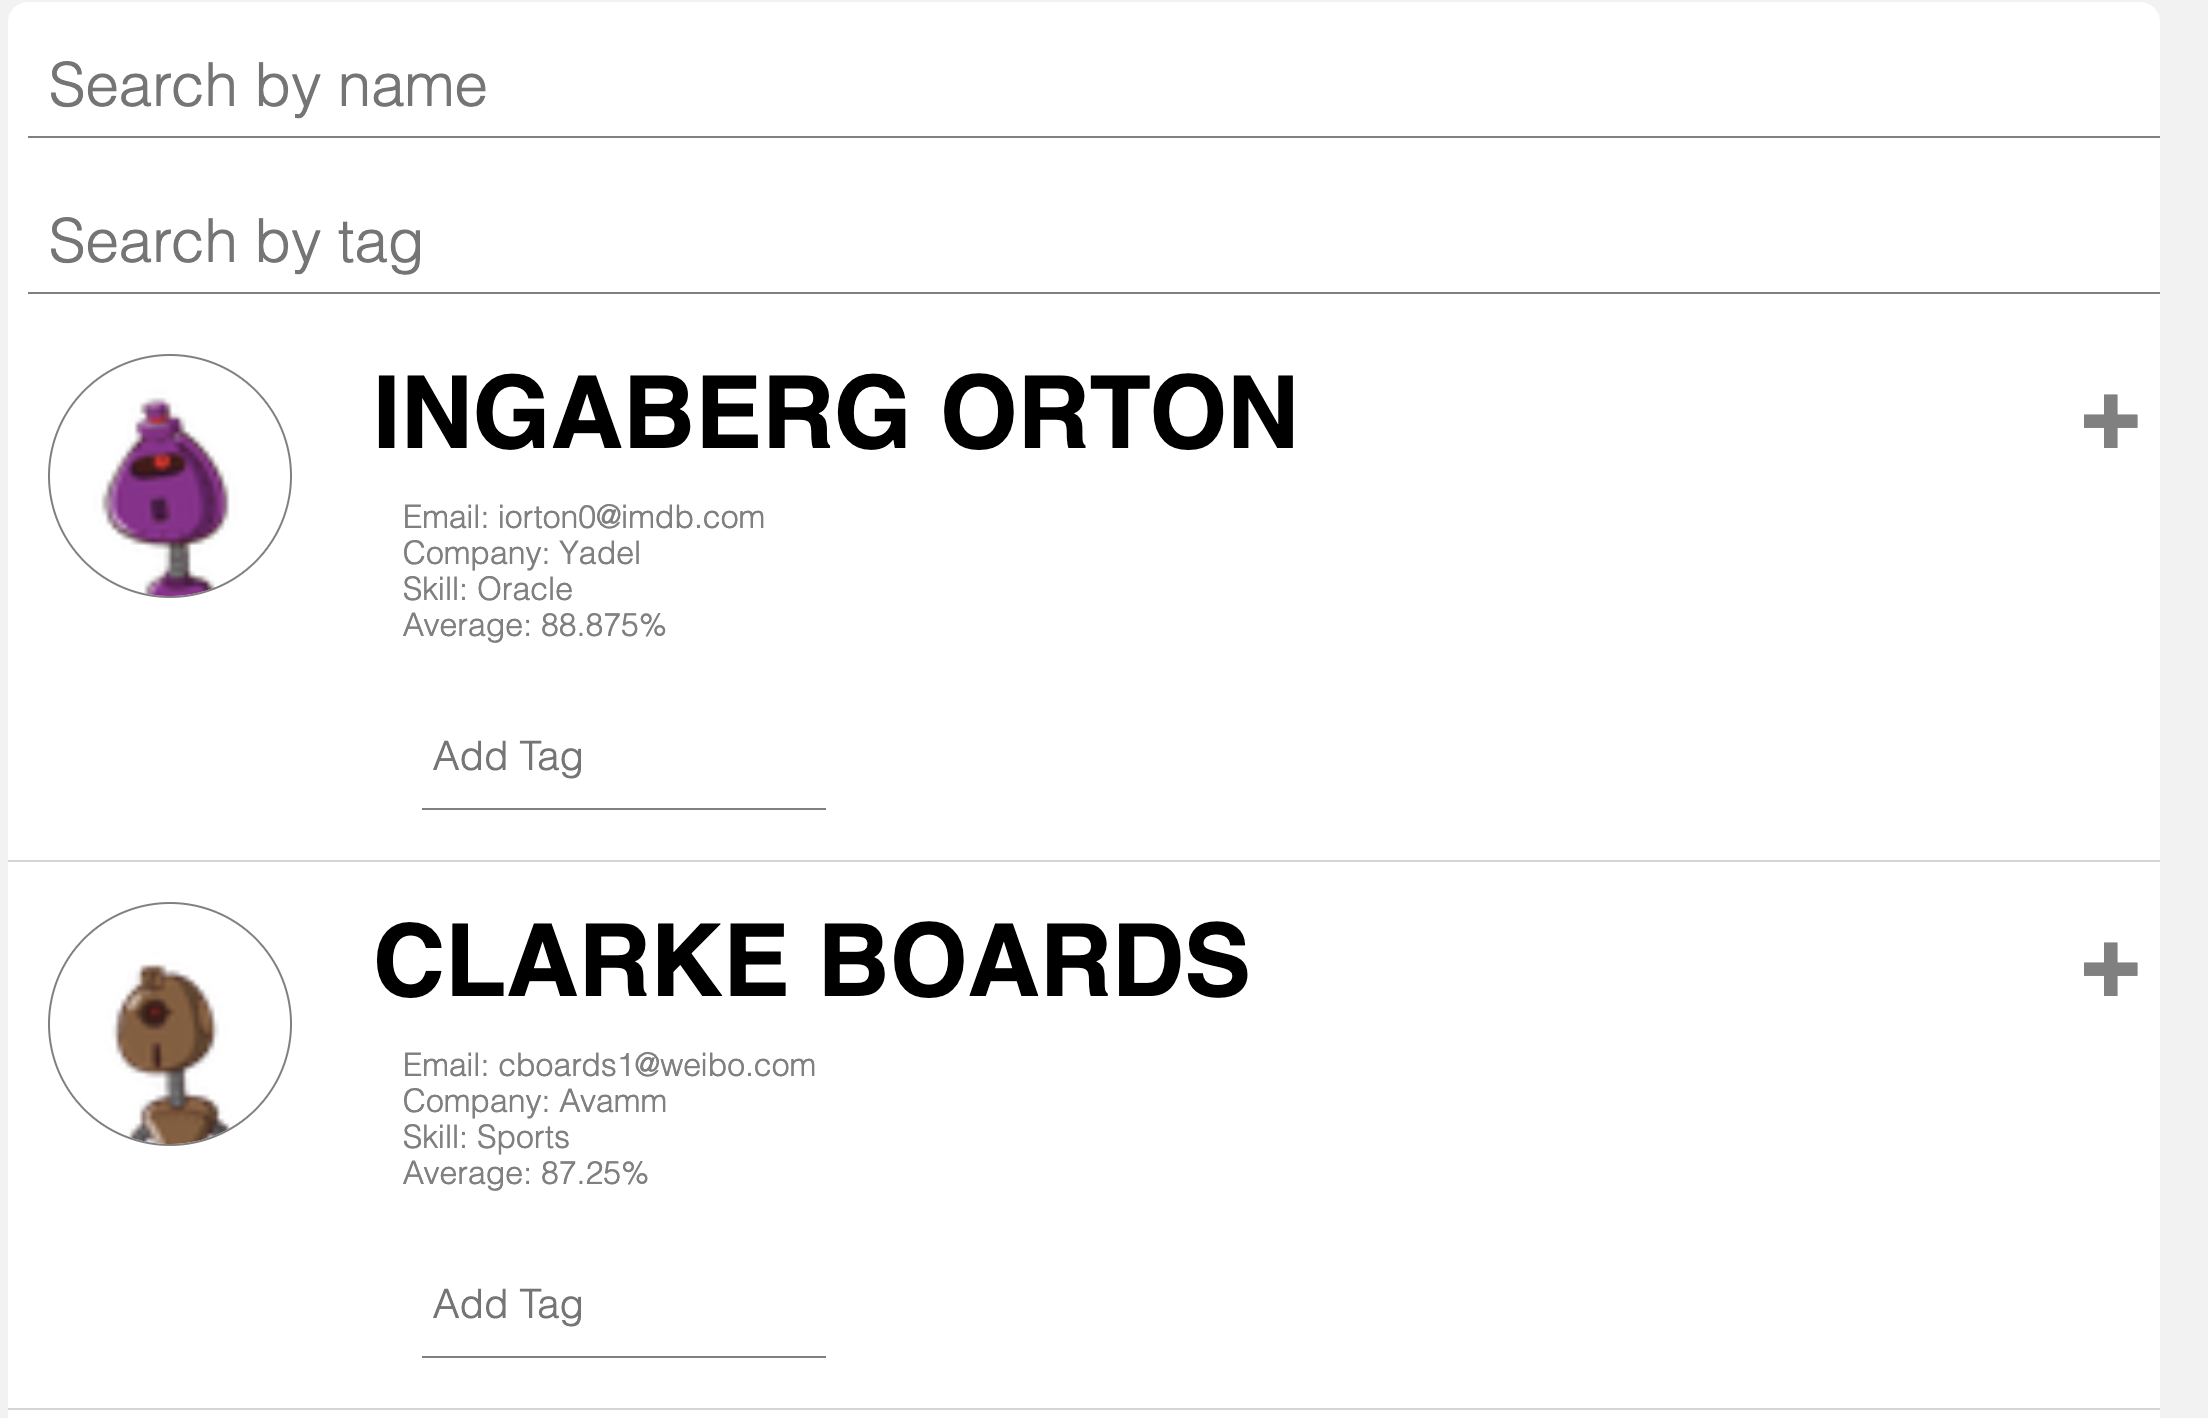 Search by name
Search by tag
INGABERG ORTON
+
Email: iorton0@imdb.com
Company: Yadel
Skill: Oracle
Average: 88.875%
Add Tag
CLARKE BOARDS
+
Email: cboards1@weibo.com
Company: Avamm
Skill: Sports
Average: 87.25%
Add Tag